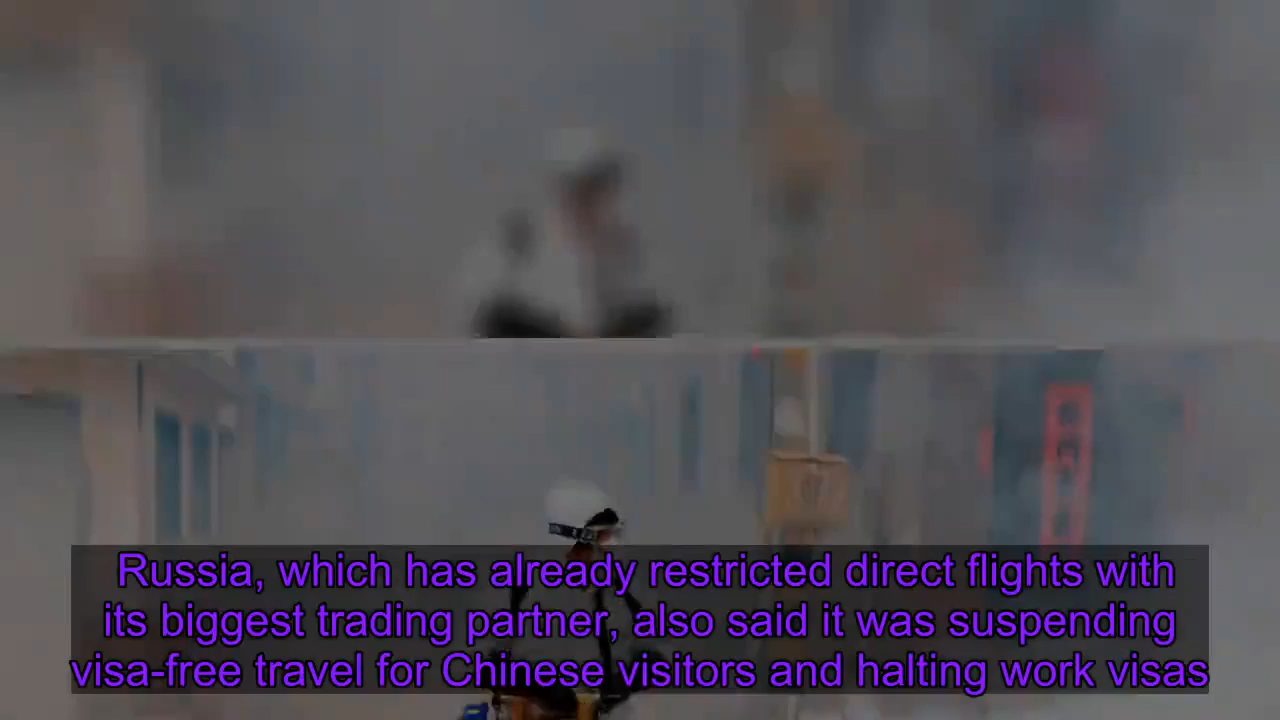 Russia, which has already restricted direct flights with
its biggest trading partner, also said it was suspending
visa-free travel for Chinese visitors and halting work visas